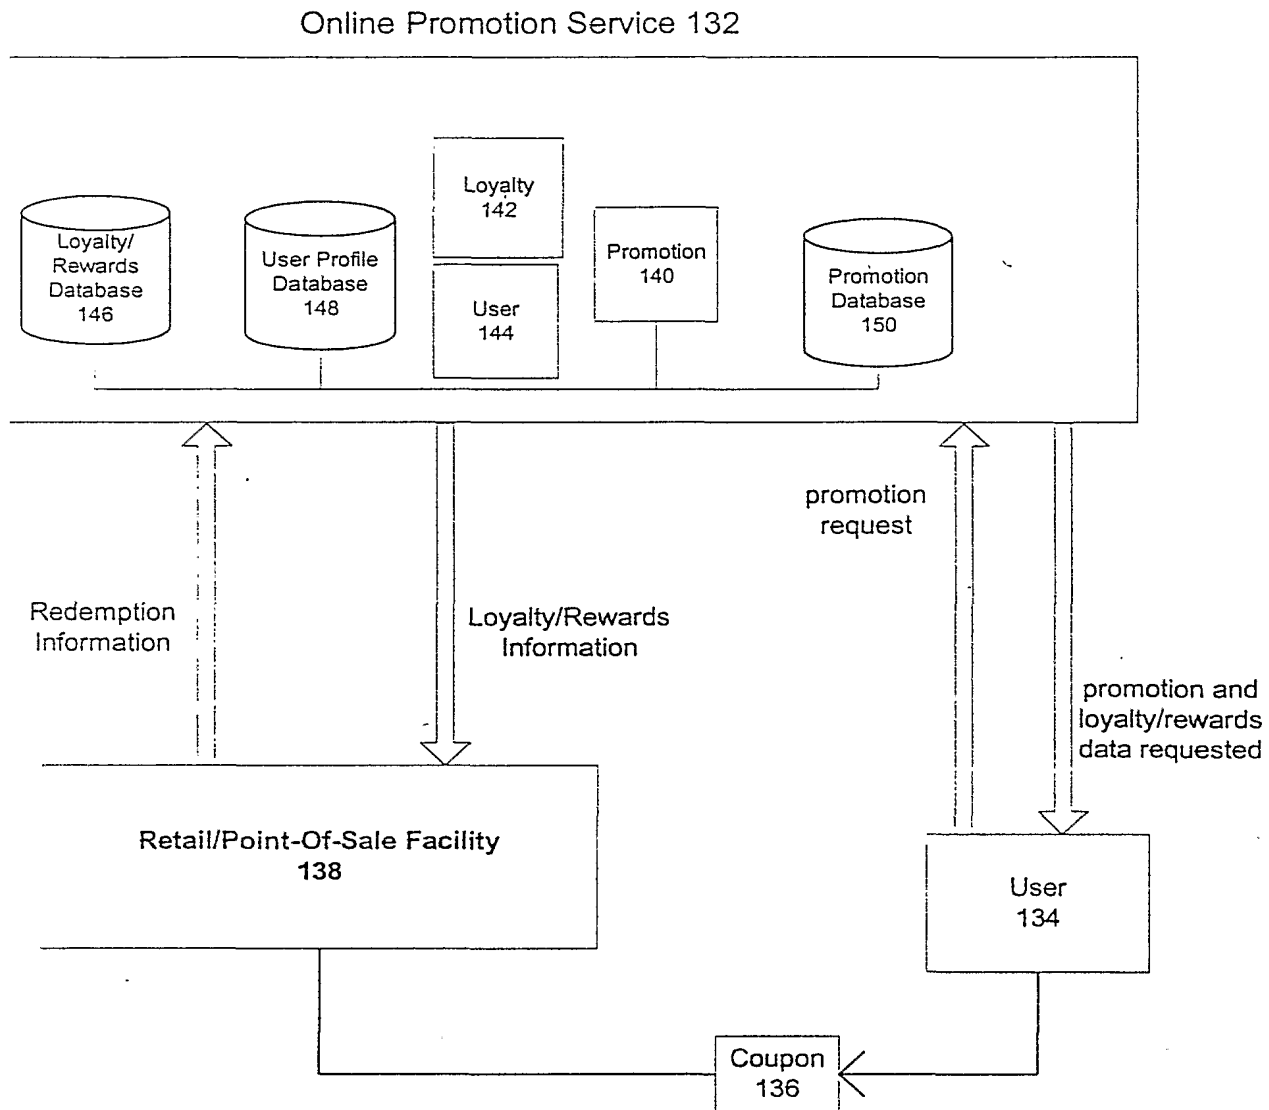 Online Promotion Service 132
Loyalty/
Rewards
Database
146
User Profile
Database
148
Loyalty
142
User
144
Promotion
140
Promotion
Database
150
Redemption
Information
Loyalty/Rewards
Information
promotion
request
promotion and
loyalty/rewards
data requested
Retail/Point-Of-Sale Facility
138
User
134
Coupon
136